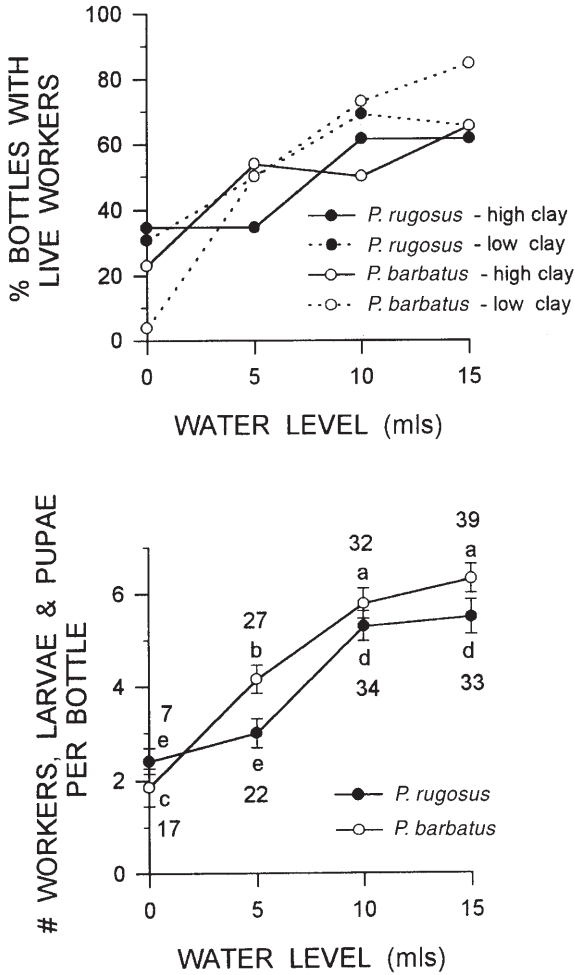 100
80
60
40
20
0
% BOTTLES WITH
LIVE WORKERS
P. rugosus - high clay
P. rugosus - low clay
P. barbatus - high clay
P. barbatus - low clay
0 5 10 15
WATER LEVEL (mls)
# WORKERS, LARVAE & PUPAE
PER BOTTLE
6
4
2
0
39
a
32
a
27
b
7
e
c
17
e
22
d
34
d
33
P. rugosus
P. barbatus
0 5 10 15
WATER LEVEL (mls)